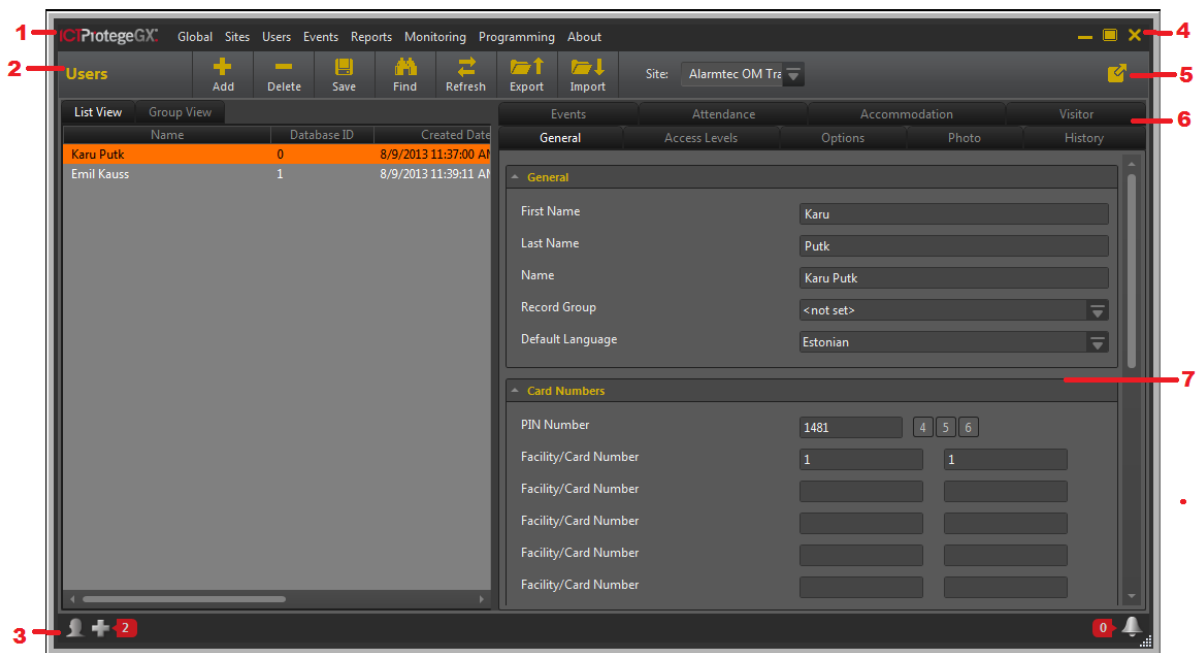 1 ICTProtegeGX Global Sites Users Events Reports Monitoring Programming About 4
2 Users Add Delete Save Find Refresh Export Import Site: Alarmtec OM Tra 5
List View Group View
Name Database ID Created Date
Karu Putk 0 8/9/2013 11:37:00 AM
Emil Kauss 1 8/9/2013 11:39:11 AM
Events Attendance Accommodation Visitor 6
General Access Levels Options Photo History
General
First Name Karu
Last Name Putk
Name Karu Putk
Record Group <not set>
Default Language Estonian
7
Card Numbers
PIN Number 1481 4 5 6
Facility/Card Number 1 1
Facility/Card Number
Facility/Card Number
Facility/Card Number
Facility/Card Number
3 2 0